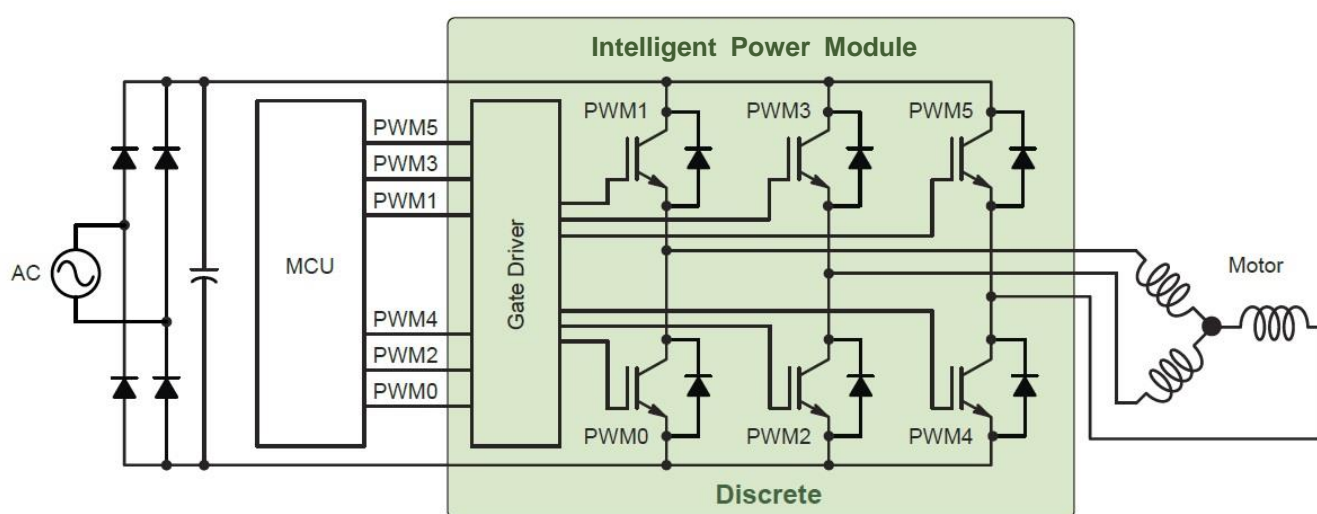 Intelligent Power Module
PWM1
PWM3
PWM5
PWM5
PWM3
PWM1
AC
MCU
Gate Driver
Motor
PWM4
PWM2
PWM0
PWM0
PWM2
PWM4
Discrete